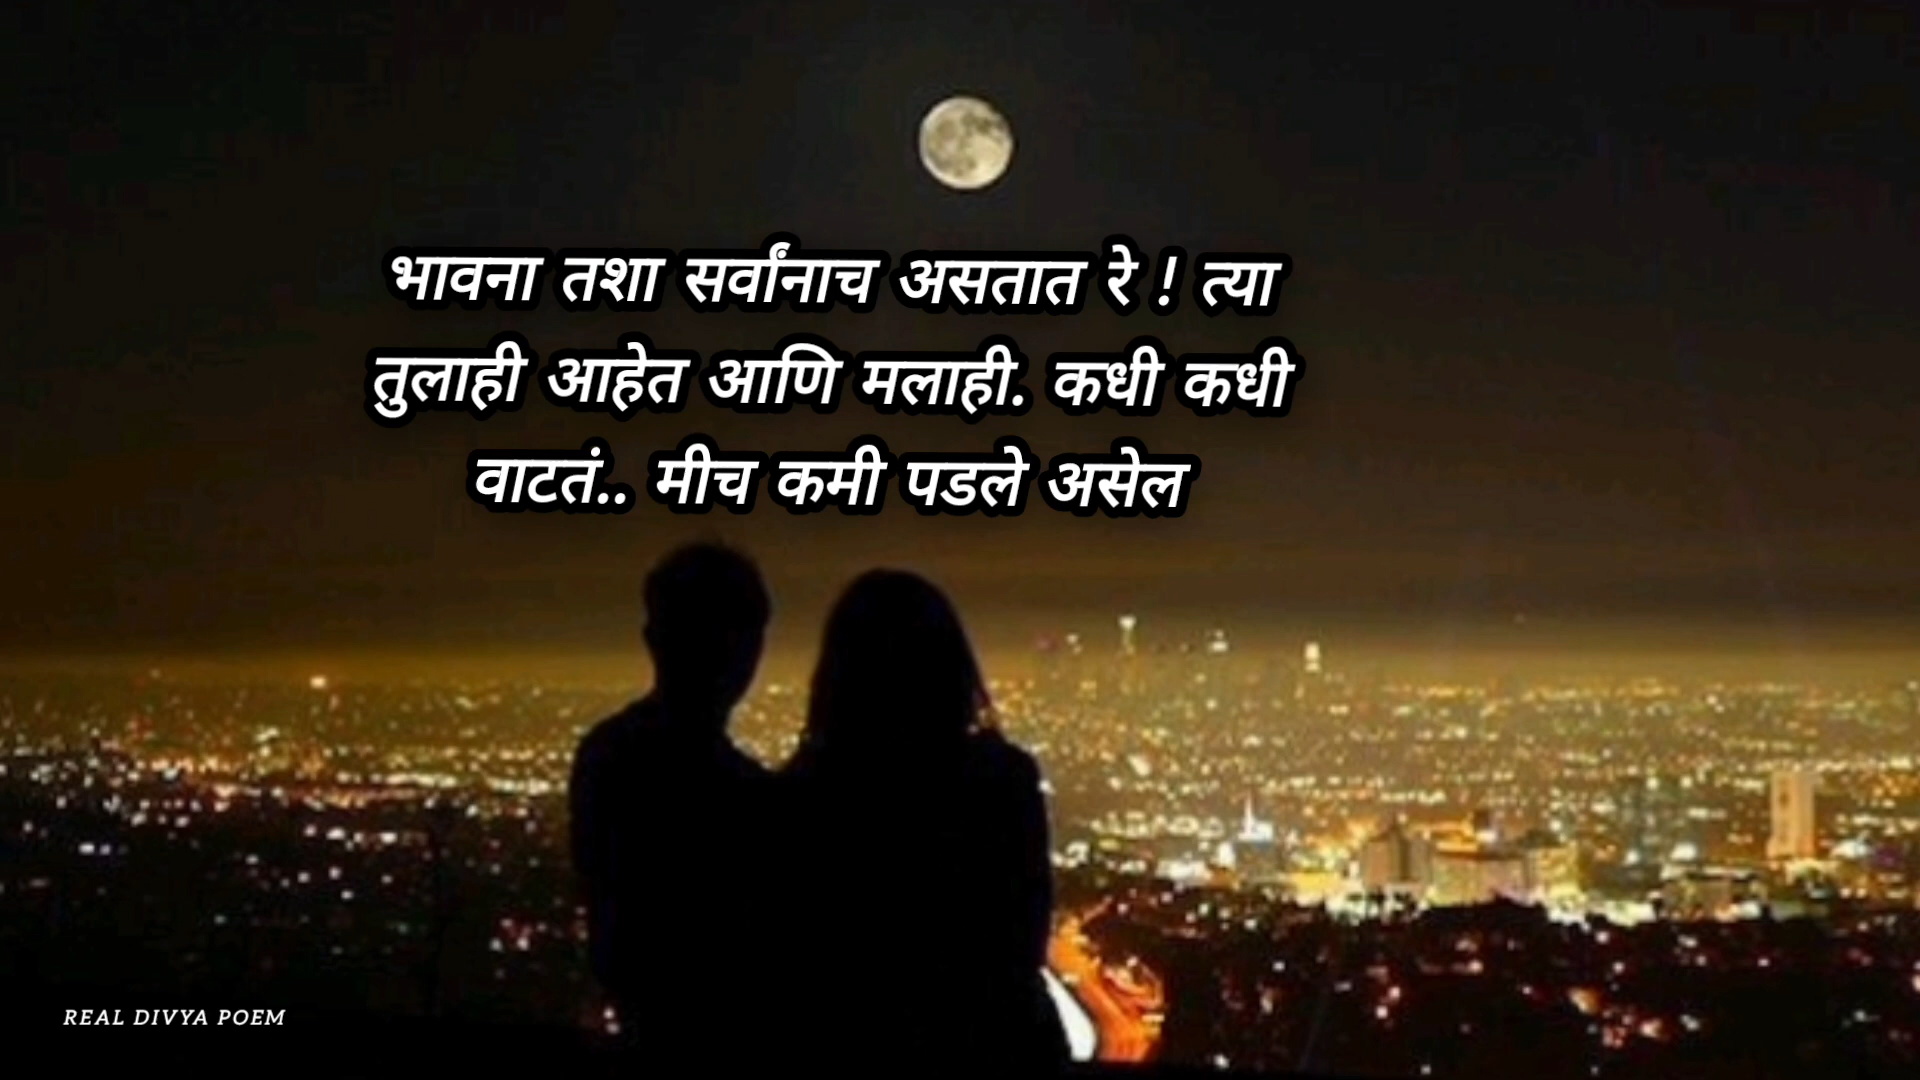 भावना तशा सर्वांनाच असतात रे ! त्या
तुलाही आहेत आणि मलाही. कधी कधी
वाटतं.. मीच कमी पडले असेल
REAL DIVYA POEM